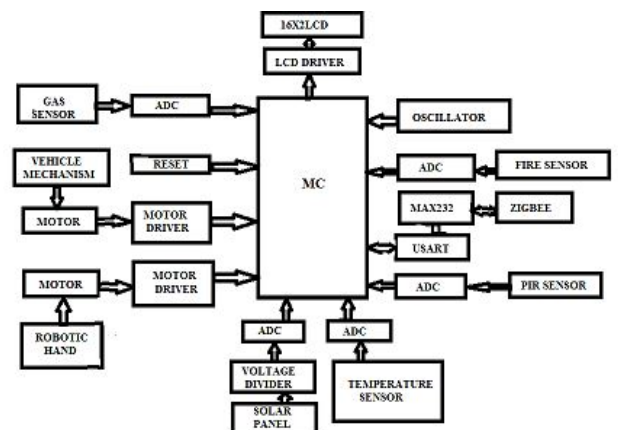 16X2LCD
LCD DRIVER
GAS
SENSOR
ADC
OSCILLATOR
VEHICLE
MECHANISM
RESET
MC
ADC
FIRE SENSOR
MOTOR
MOTOR
DRIVER
MAX232
ZIGBEE
USART
MOTOR
MOTOR
DRIVER
ADC
PIR SENSOR
ROBOTIC
HAND
ADC
ADC
VOLTAGE
DIVIDER
TEMPERATURE
SENSOR
SOLAR
PANEL